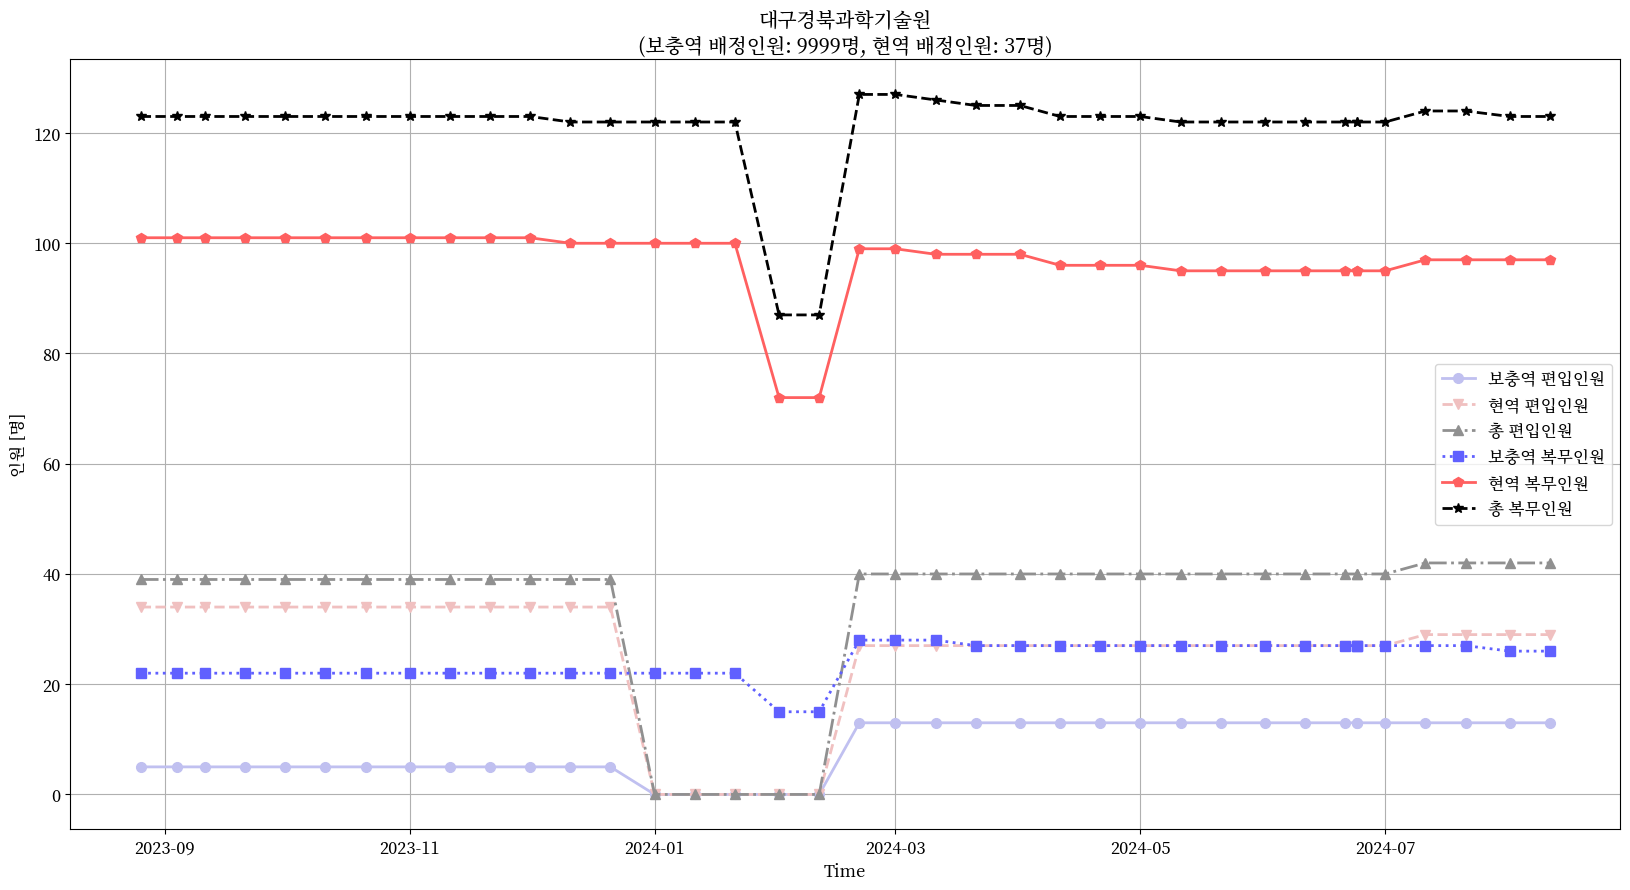 대구경북과학기술원
(보충역 배정인원: 9999명, 현역 배정인원: 37명)
인원 [명]
120
100
80
60
40
20
0
보충역 편입인원
현역 편입인원
총 편입인원
보충역 복무인원
현역 복무인원
총 복무인원
2023-09
2023-11
2024-01
2024-03
2024-05
2024-07
Time